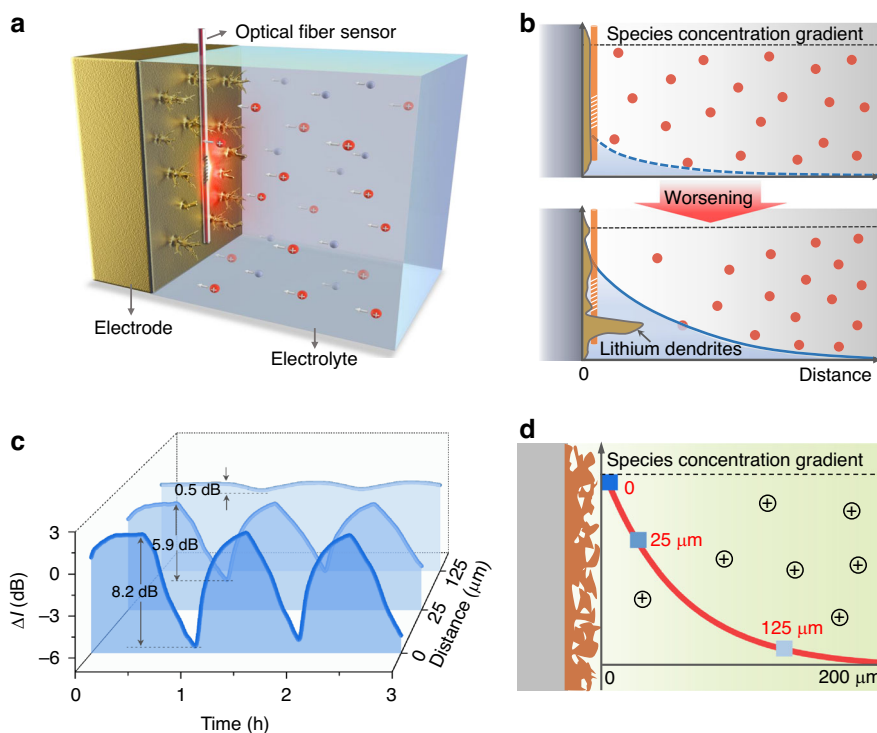 a
Optical fiber sensor
Electrode
Electrolyte
b
Species concentration gradient
Worsening
Lithium dendrites
0
Distance
c
0.5 dB
5.9 dB
8.2 dB
3
0
−3
−6
ΔI (dB)
0
1
2
3
Time (h)
0
25
125
Distance (μm)
d
Species concentration gradient
0
25 μm
125 μm
0
200 μm